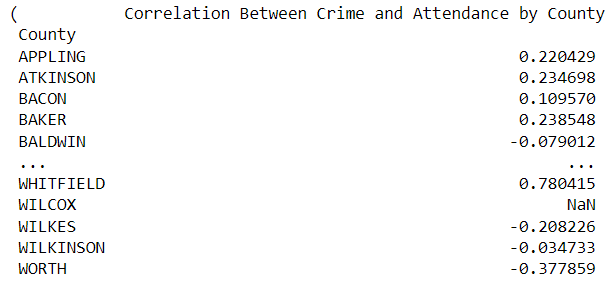 ( Correlation Between Crime and Attendance by County
County
APPLING 0.220429
ATKINSON 0.234698
BACON 0.109570
BAKER 0.238548
BALDWIN -0.079012
... ...
WHITFIELD 0.780415
WILCOX NaN
WILKES -0.208226
WILKINSON -0.034733
WORTH -0.377859